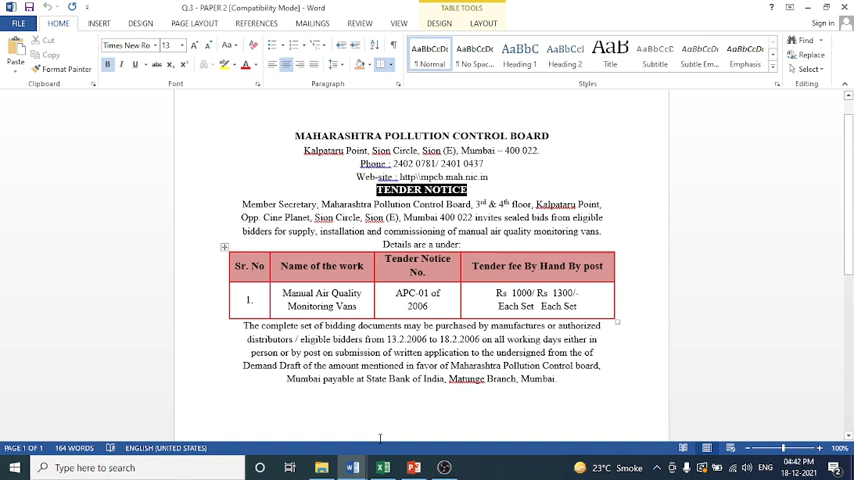 Q.3 - PAPER 2 [Compatibility Mode] - Word
TABLE TOOLS
Sign in
FILE HOME INSERT DESIGN PAGE LAYOUT REFERENCES MAILINGS REVIEW VIEW DESIGN LAYOUT
Paste
Cut
Copy
Format Painter
Times New Ro 13
Aa
B I U abc
AaBbCcDc AaBbCcDc AaBbCc AaBbCcl AaB AaBbCcD AaBbCcDc AaBbCcDc
¶ Normal ¶ No Spac... Heading 1 Heading 2 Title Subtitle Subtle Em... Emphasis
Find
Replace
Select
Clipboard Font Paragraph Styles Editing
MAHARASHTRA POLLUTION CONTROL BOARD
Kalpataru Point, Sion Circle, Sion (E), Mumbai – 400 022.
Phone : 2402 0781/ 2401 0437
Web-site : http\\mpcb.mah.nic.in
TENDER NOTICE
Member Secretary, Maharashtra Pollution Control Board, 3rd & 4th floor, Kalpataru Point,
Opp. Cine Planet, Sion Circle, Sion (E), Mumbai 400 022 invites sealed bids from eligible
bidders for supply, installation and commissioning of manual air quality monitoring vans.
Details are a under:
Sr. No Name of the work Tender Notice No. Tender fee By Hand By post
1. Manual Air Quality APC-01 of Rs 1000/ Rs 1300/-
Monitoring Vans 2006 Each Set Each Set
The complete set of bidding documents may be purchased by manufactures or authorized
distributors / eligible bidders from 13.2.2006 to 18.2.2006 on all working days either in
person or by post on submission of written application to the undersigned from the of
Demand Draft of the amount mentioned in favor of Maharashtra Pollution Control board,
Mumbai payable at State Bank of India, Matunge Branch, Mumbai.
PAGE 1 OF 1 164 WORDS ENGLISH (UNITED STATES) 100%
Type here to search
23°C Smoke ENG
04:42 PM
18-12-2021
2